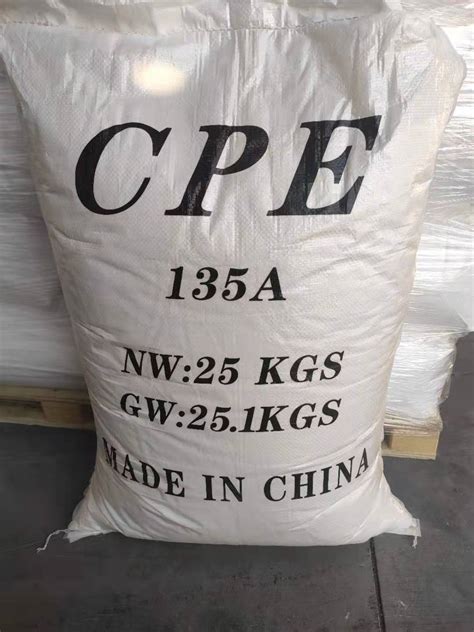 CPE
135A
NW:25 KGS
GW:25.1KGS
MADE IN CHINA